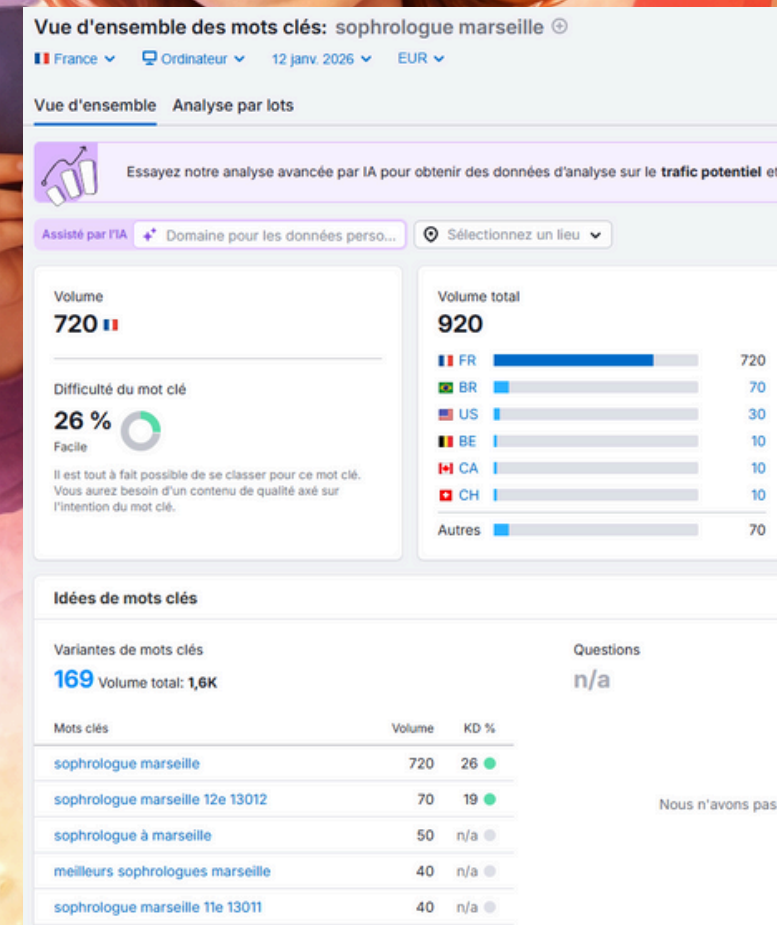 Vue d'ensemble des mots clés: sophrologue marseille
France Ordinateur 12 janv. 2026 EUR
Vue d'ensemble Analyse par lots
Essayez notre analyse avancée par IA pour obtenir des données d'analyse sur le trafic potentiel et
Assisté par l'IA Domaine pour les données perso... Sélectionnez un lieu
Volume
720
Difficulté du mot clé
26 %
Facile
Il est tout à fait possible de se classer pour ce mot clé.
Vous aurez besoin d'un contenu de qualité axé sur
l'intention du mot clé.
Volume total
920
FR 720
BR 70
US 30
BE 10
CA 10
CH 10
Autres 70
Idées de mots clés
Variantes de mots clés
169 Volume total: 1,6K
Mots clés Volume KD %
sophrologue marseille 720 26
sophrologue marseille 12e 13012 70 19
sophrologue à marseille 50 n/a
meilleurs sophrologues marseille 40 n/a
sophrologue marseille 11e 13011 40 n/a
Questions
n/a
Nous n'avons pas